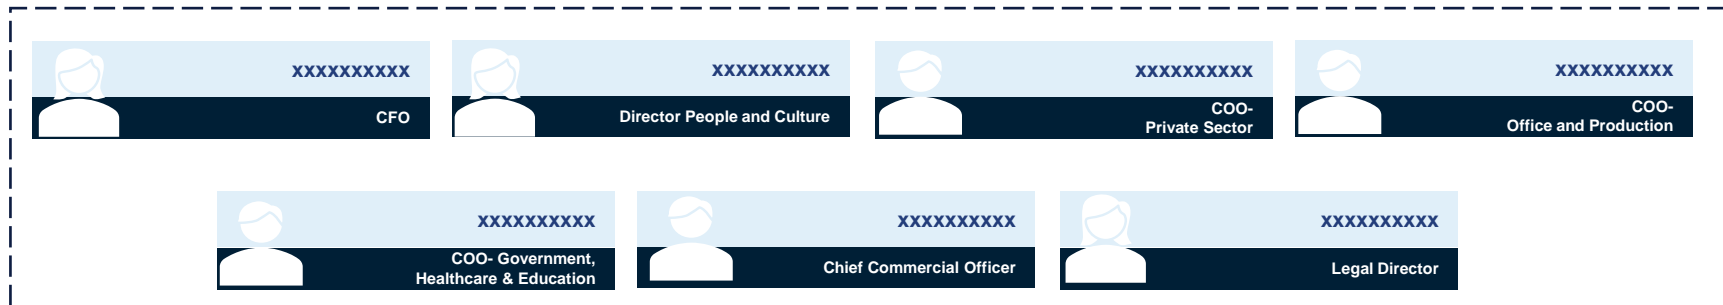 xxxxxxxxxx
CFO
xxxxxxxxxx
Director People and Culture
xxxxxxxxxx
COO-
Private Sector
xxxxxxxxxx
COO-
Office and Production
xxxxxxxxxx
COO- Government,
Healthcare & Education
xxxxxxxxxx
Chief Commercial Officer
xxxxxxxxxx
Legal Director